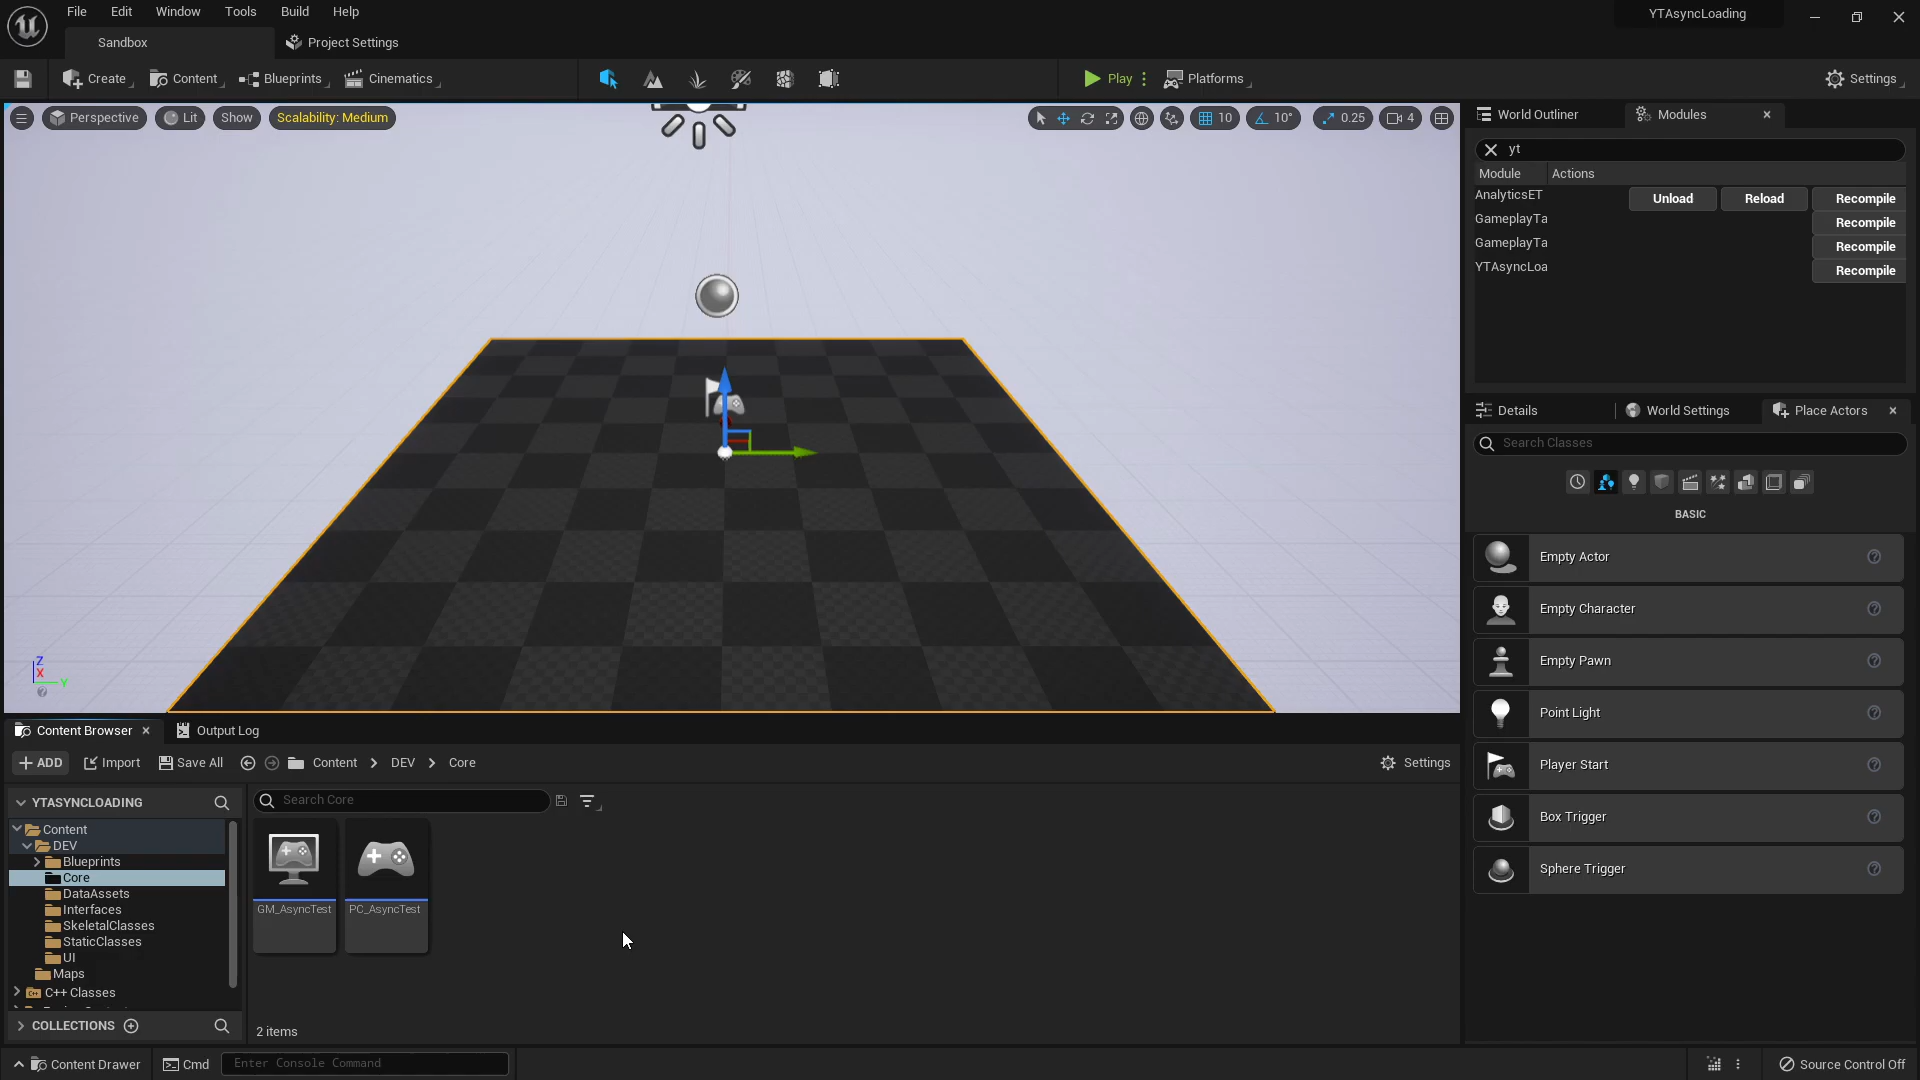 File Edit Window Tools Build Help
YTAsyncLoading
Sandbox
Project Settings
Create
Content
Blueprints
Cinematics
Play
Platforms
Settings
Perspective
Lit
Show
Scalability: Medium
10
10°
0.25
4
World Outliner
Modules
yt
Module Actions
AnalyticsET Unload Reload Recompile
GameplayTa Recompile
GameplayTa Recompile
YTAsyncLoa Recompile
Details
World Settings
Place Actors
Search Classes
BASIC
Empty Actor
Empty Character
Empty Pawn
Point Light
Player Start
Box Trigger
Sphere Trigger
Z
X
Y
Content Browser
Output Log
ADD
Import
Save All
Content
DEV
Core
Settings
YTASYNCLOADING
Search Core
Content
DEV
Blueprints
Core
DataAssets
Interfaces
SkeletalClasses
StaticClasses
UI
Maps
C++ Classes
GM_AsyncTest
PC_AsyncTest
COLLECTIONS
2 items
Content Drawer
Cmd
Enter Console Command
Source Control Off